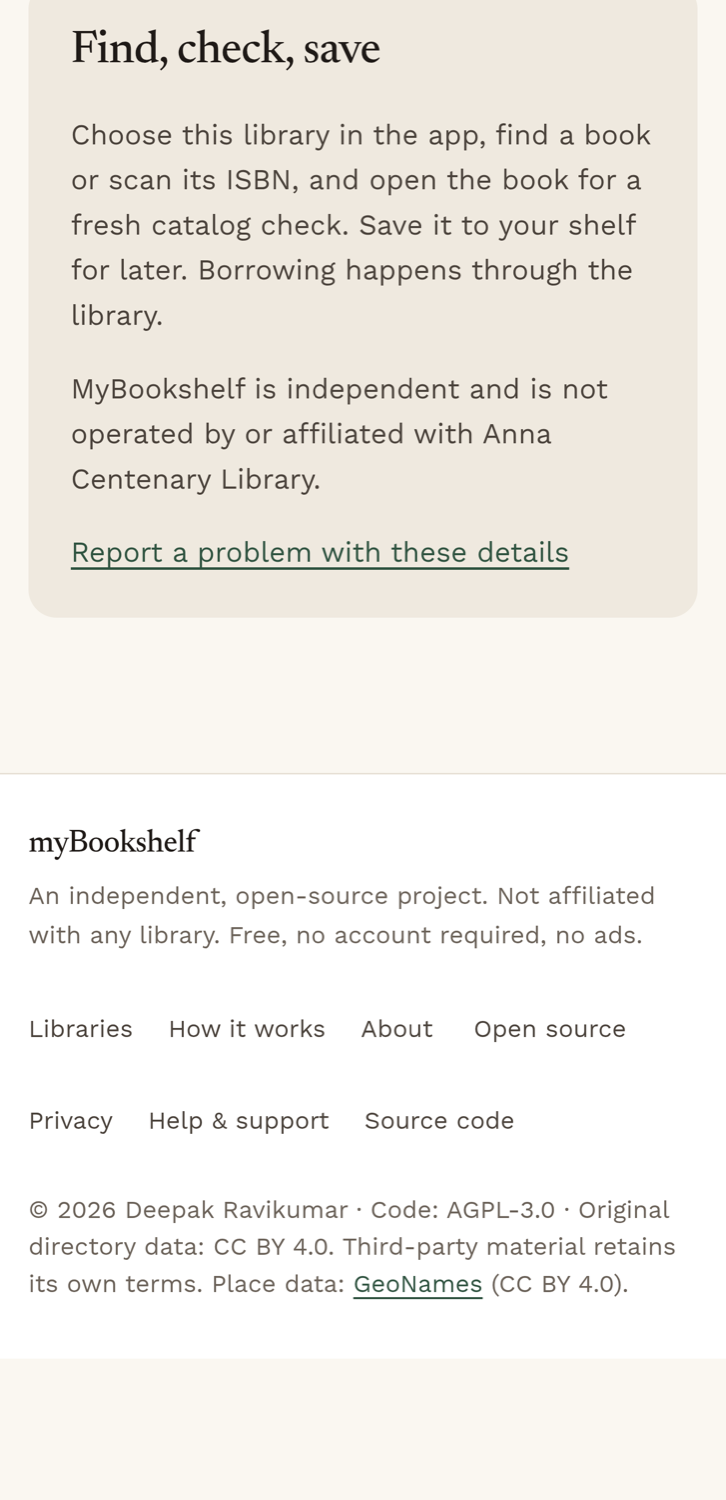 Find, check, save
Choose this library in the app, find a book
or scan its ISBN, and open the book for a
fresh catalog check. Save it to your shelf
for later. Borrowing happens through the
library.
MyBookshelf is independent and is not
operated by or affiliated with Anna
Centenary Library.
Report a problem with these details
myBookshelf
An independent, open-source project. Not affiliated
with any library. Free, no account required, no ads.
Libraries How it works About Open source
Privacy Help & support Source code
© 2026 Deepak Ravikumar · Code: AGPL-3.0 · Original
directory data: CC BY 4.0. Third-party material retains
its own terms. Place data: GeoNames (CC BY 4.0).